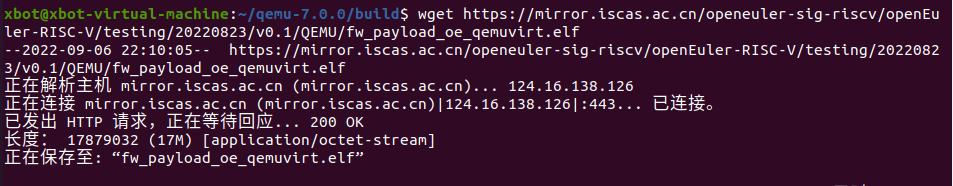 xbot@xbot-virtual-machine:~/qemu-7.0.0/build$ wget https://mirror.iscas.ac.cn/openeuler-sig-riscv/openEu
ler-RISC-V/testing/20220823/v0.1/QEMU/fw_payload_oe_qemuvirt.elf
--2022-09-06 22:10:05--  https://mirror.iscas.ac.cn/openeuler-sig-riscv/openEuler-RISC-V/testing/2022082
3/v0.1/QEMU/fw_payload_oe_qemuvirt.elf
正在解析主机 mirror.iscas.ac.cn (mirror.iscas.ac.cn)... 124.16.138.126
正在连接 mirror.iscas.ac.cn (mirror.iscas.ac.cn)|124.16.138.126|:443... 已连接。
已发出 HTTP 请求，正在等待回应... 200 OK
长度： 17879032 (17M) [application/octet-stream]
正在保存至: “fw_payload_oe_qemuvirt.elf”